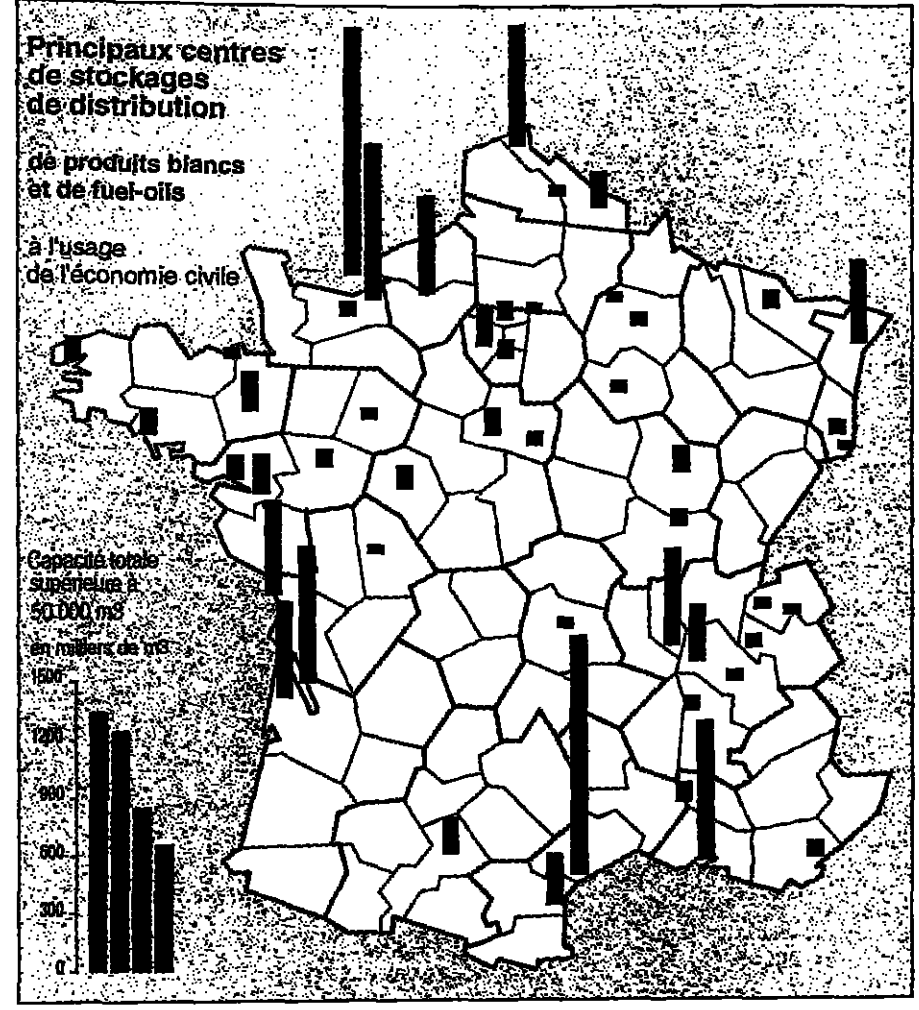 Principaux centres
de stockages
de distribution
de produits blancs
et de fuel-oils
à l'usage
de l'économie civile
Capacité totale
supérieure à
50.000 m3
en milliers de m3
1500
1200
900
600
300
0